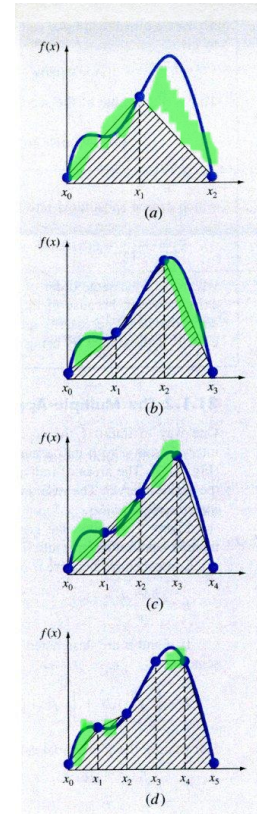 f(x)
x₀ x₁ x₂
(a)
f(x)
x₀ x₁ x₂ x₃
(b)
f(x)
x₀ x₁ x₂ x₃ x₄
(c)
f(x)
x₀ x₁ x₂ x₃ x₄ x₅
(d)